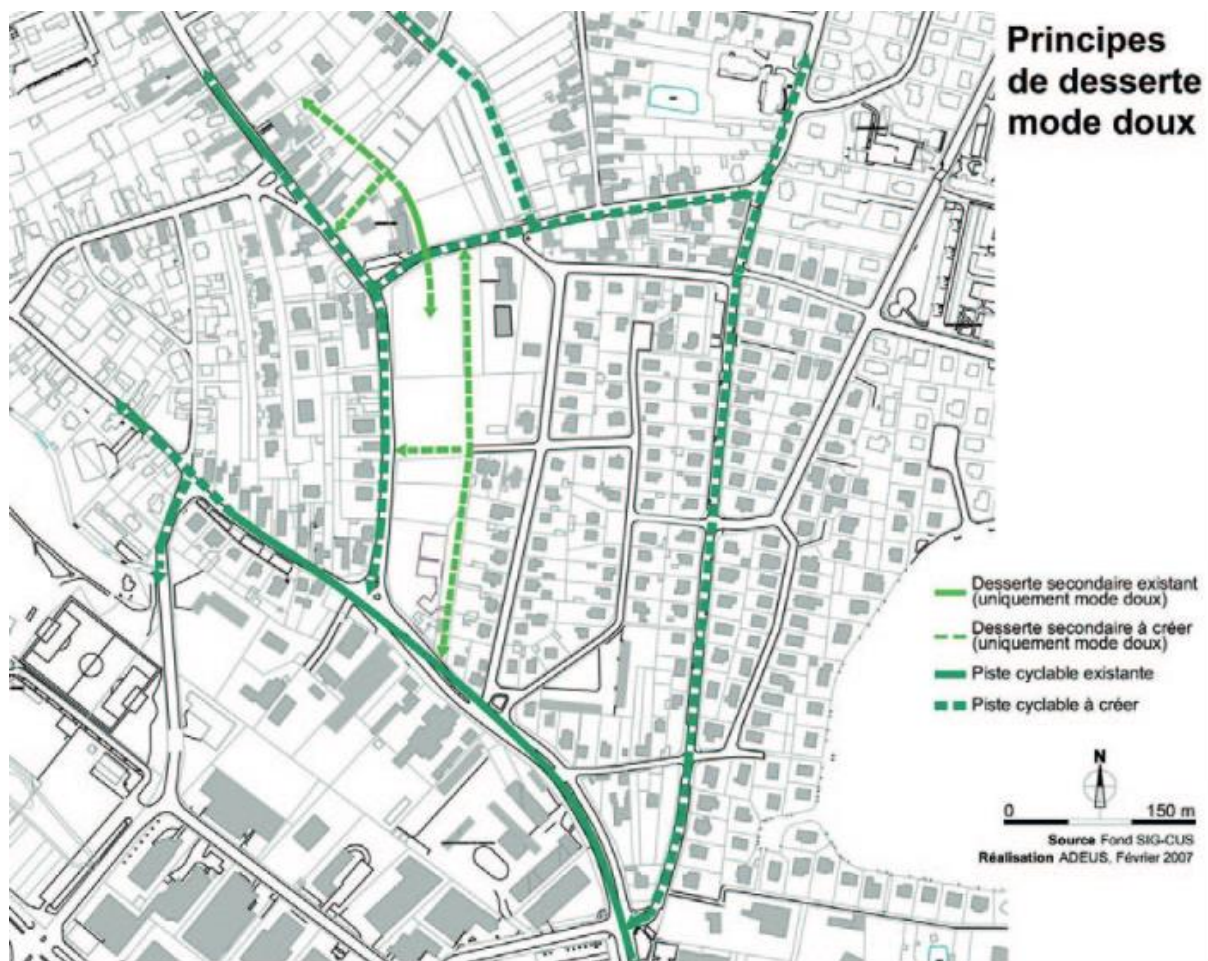 Principes
de desserte
mode doux
Desserte secondaire existant
(uniquement mode doux)
Desserte secondaire à créer
(uniquement mode doux)
Piste cyclable existante
Piste cyclable à créer
N
0 150 m
Source Fond SIG-CUS
Réalisation ADEUS, Février 2007